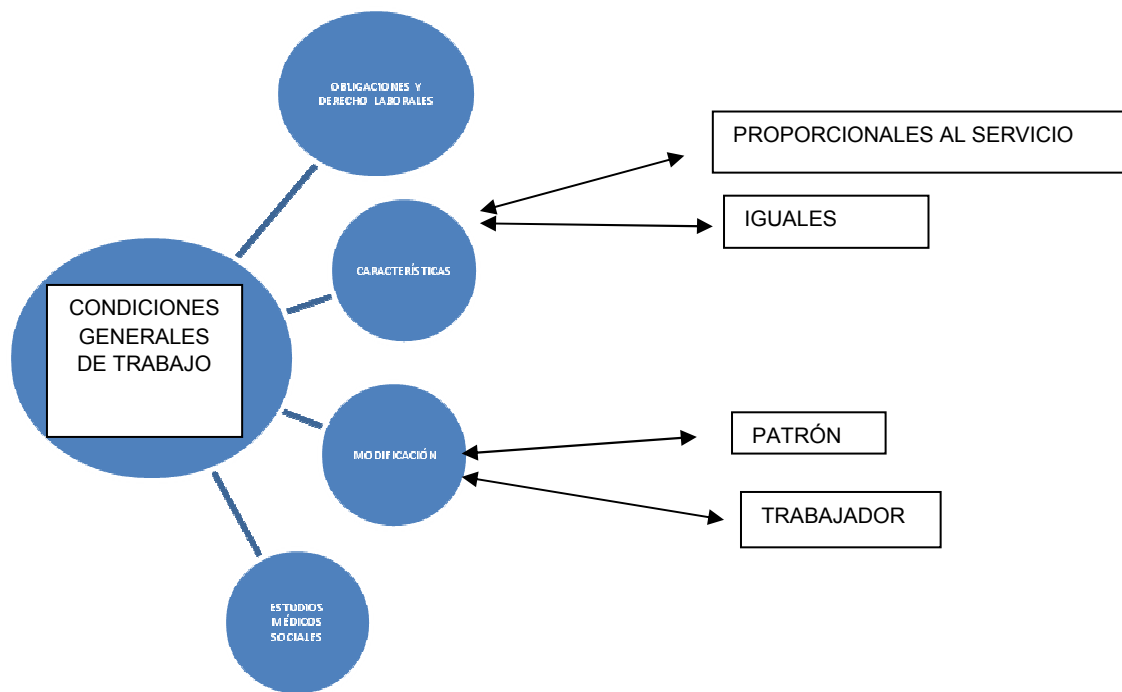 OBLIGACIONES Y
DERECHO LABORALES
PROPORCIONALES AL SERVICIO
IGUALES
CARACTERÍSTICAS
CONDICIONES
GENERALES
DE TRABAJO
MODIFICACIÓN
PATRÓN
TRABAJADOR
ESTUDIOS
MÉDICOS
SOCIALES